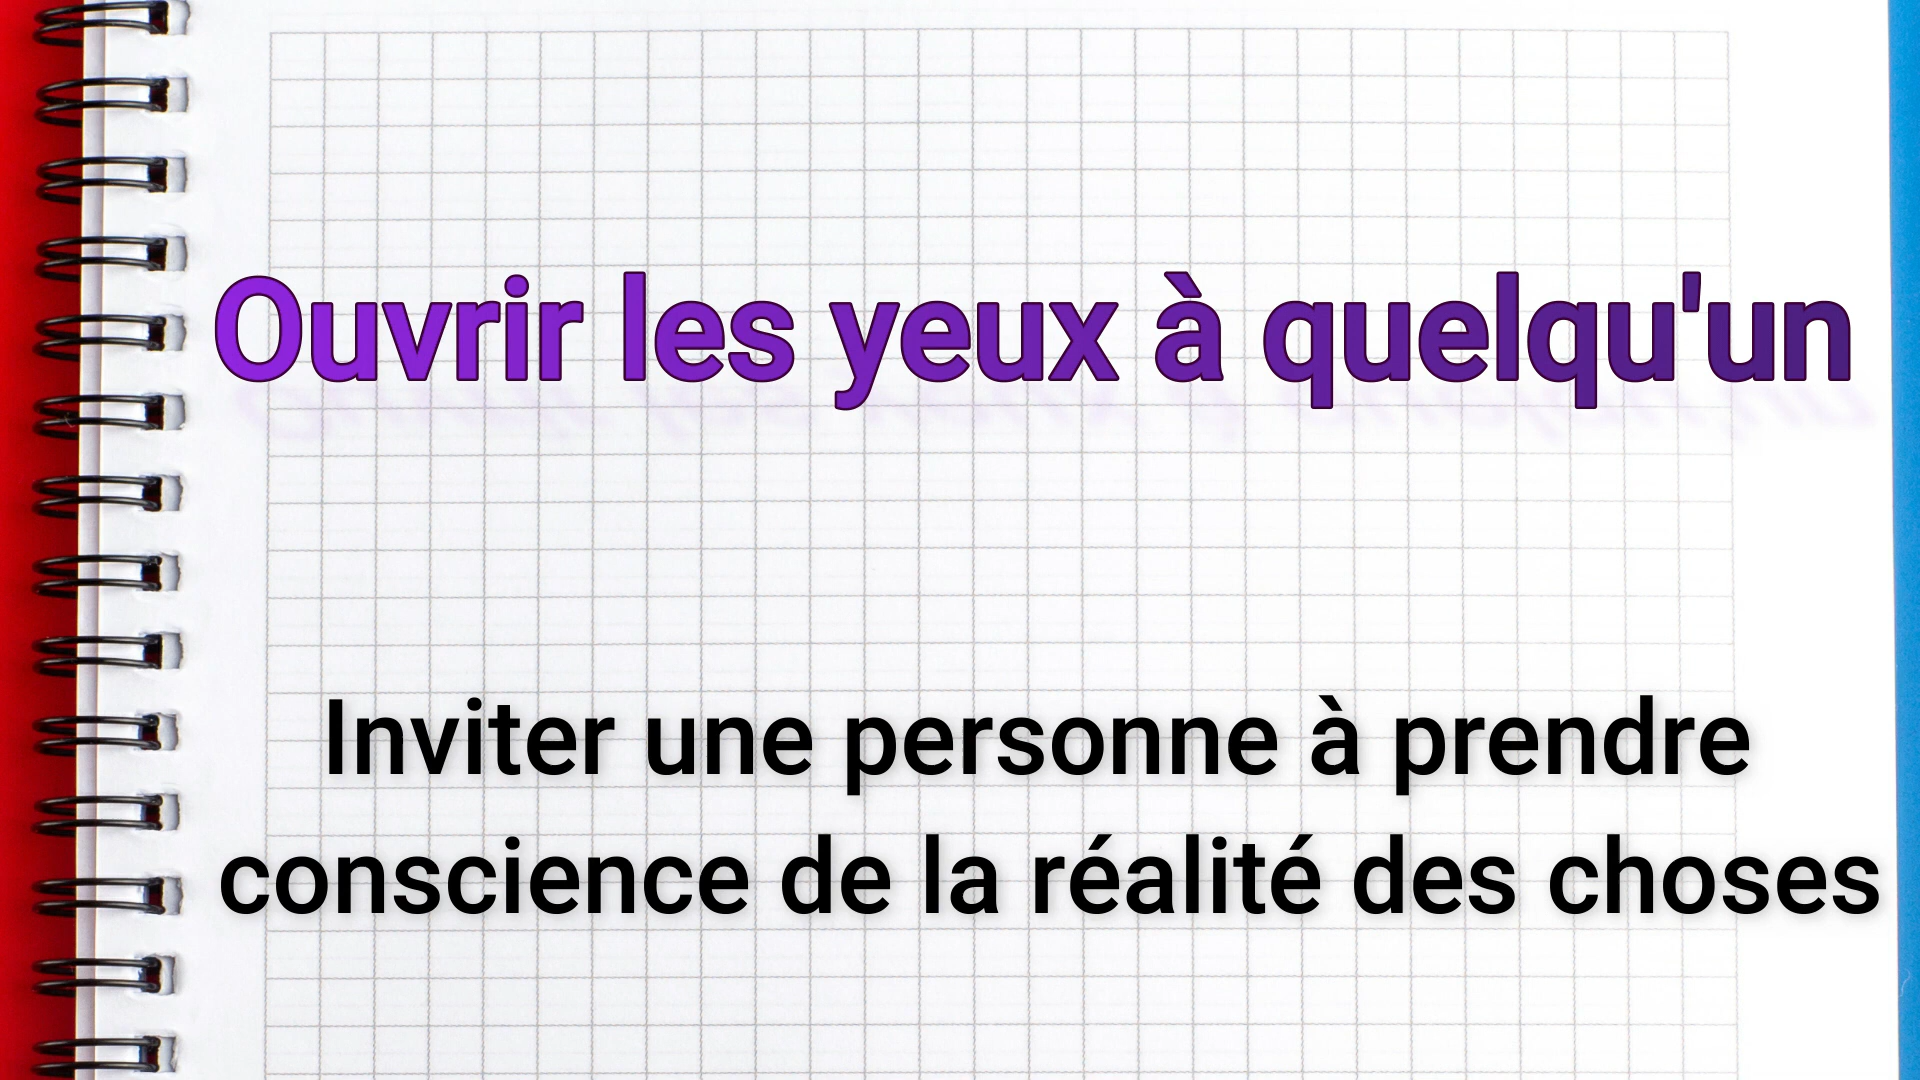 Ouvrir les yeux à quelqu'un
Inviter une personne à prendre
conscience de la réalité des choses